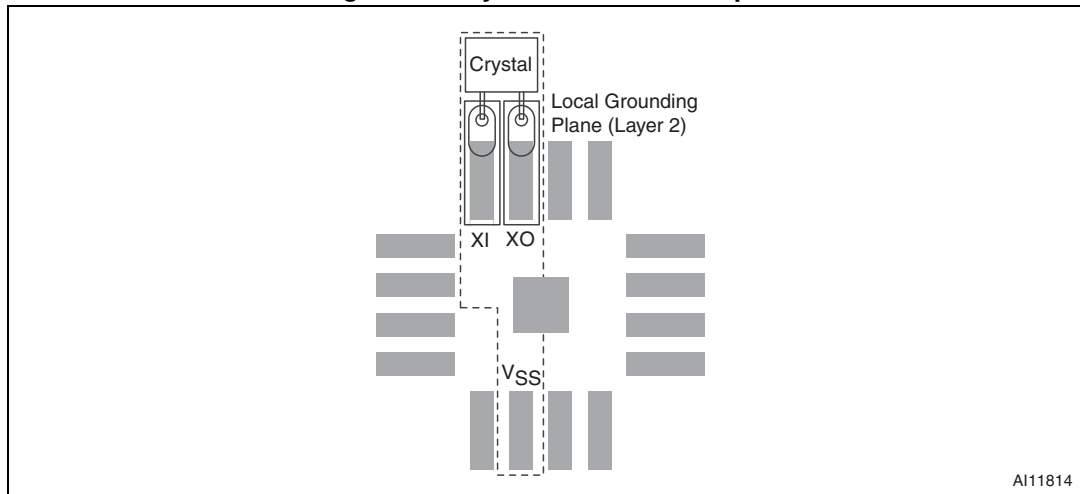 Crystal
Local Grounding
Plane (Layer 2)
XI XO
VSS
AI11814